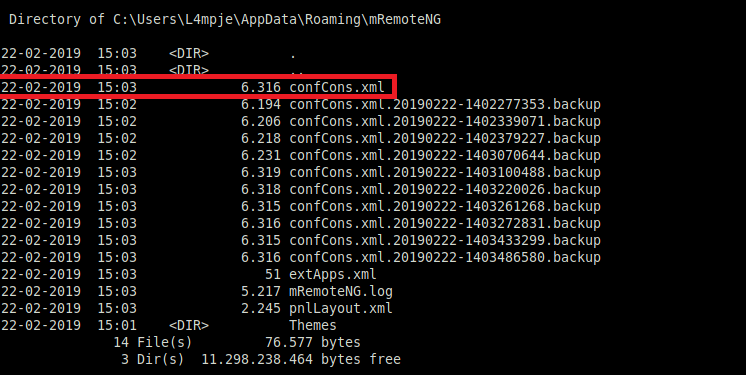 Directory of C:\Users\L4mpje\AppData\Roaming\mRemoteNG
22-02-2019  15:03    <DIR>          .
22-02-2019  15:03    <DIR>          ..
22-02-2019  15:03             6.316 confCons.xml
22-02-2019  15:02             6.194 confCons.xml.20190222-1402277353.backup
22-02-2019  15:02             6.206 confCons.xml.20190222-1402339071.backup
22-02-2019  15:02             6.218 confCons.xml.20190222-1402379227.backup
22-02-2019  15:02             6.231 confCons.xml.20190222-1403070644.backup
22-02-2019  15:03             6.319 confCons.xml.20190222-1403100488.backup
22-02-2019  15:03             6.318 confCons.xml.20190222-1403220026.backup
22-02-2019  15:03             6.315 confCons.xml.20190222-1403261268.backup
22-02-2019  15:03             6.316 confCons.xml.20190222-1403272831.backup
22-02-2019  15:03             6.315 confCons.xml.20190222-1403433299.backup
22-02-2019  15:03             6.316 confCons.xml.20190222-1403486580.backup
22-02-2019  15:03                51 extApps.xml
22-02-2019  15:03             5.217 mRemoteNG.log
22-02-2019  15:03             2.245 pnlLayout.xml
22-02-2019  15:01    <DIR>          Themes
14 File(s)         76.577 bytes
3 Dir(s)  11.298.238.464 bytes free